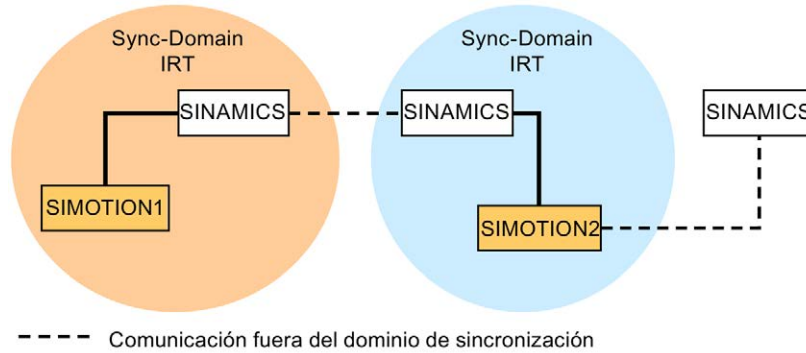 Sync-Domain
IRT
Sync-Domain
IRT
SINAMICS
SINAMICS
SINAMICS
SIMOTION1
SIMOTION2
Comunicación fuera del dominio de sincronización